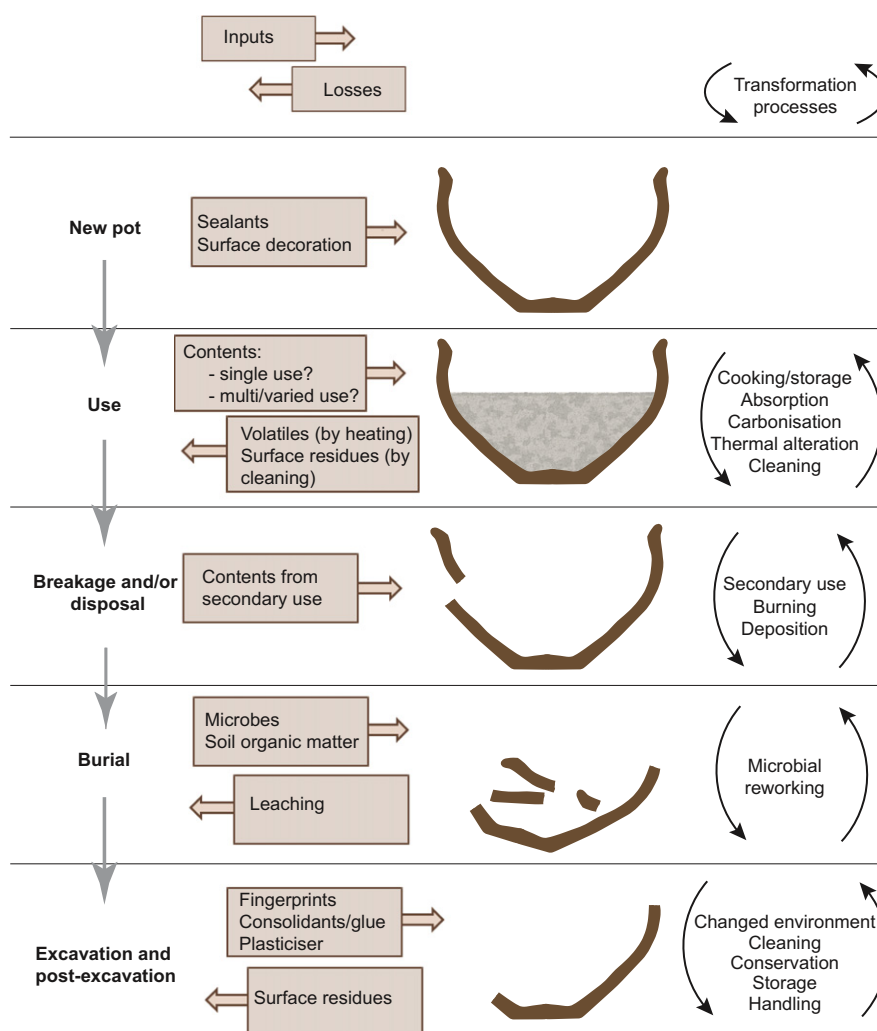 Inputs
Losses
Transformation
processes
New pot
Sealants
Surface decoration
Use
Contents:
- single use?
- multi/varied use?
Volatiles (by heating)
Surface residues (by
cleaning)
Cooking/storage
Absorption
Carbonisation
Thermal alteration
Cleaning
Breakage and/or
disposal
Contents from
secondary use
Secondary use
Burning
Deposition
Burial
Microbes
Soil organic matter
Leaching
Microbial
reworking
Excavation and
post-excavation
Fingerprints
Consolidants/glue
Plasticiser
Surface residues
Changed environment
Cleaning
Conservation
Storage
Handling